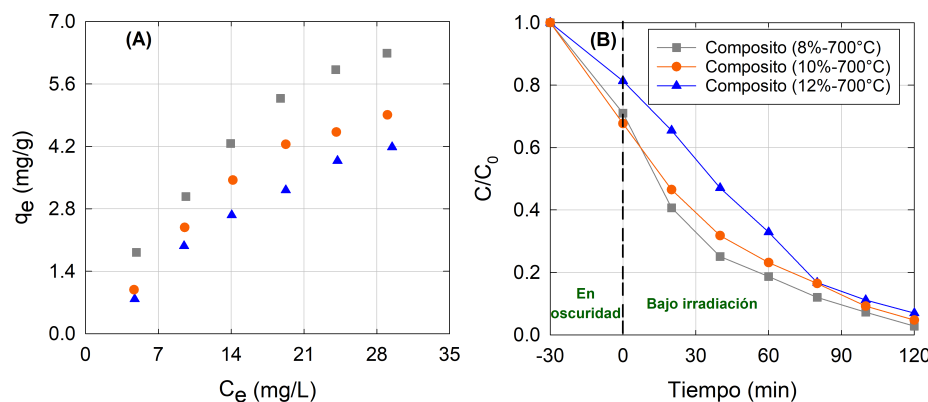 (A)
7.0
5.6
4.2
2.8
1.4
0.0
qe (mg/g)
0
7
14
21
28
35
Ce (mg/L)
(B)
Composito (8%-700°C)
Composito (10%-700°C)
Composito (12%-700°C)
1.0
0.8
0.6
0.4
0.2
0.0
C/C0
En
oscuridad
Bajo irradiación
-30
0
30
60
90
120
Tiempo (min)